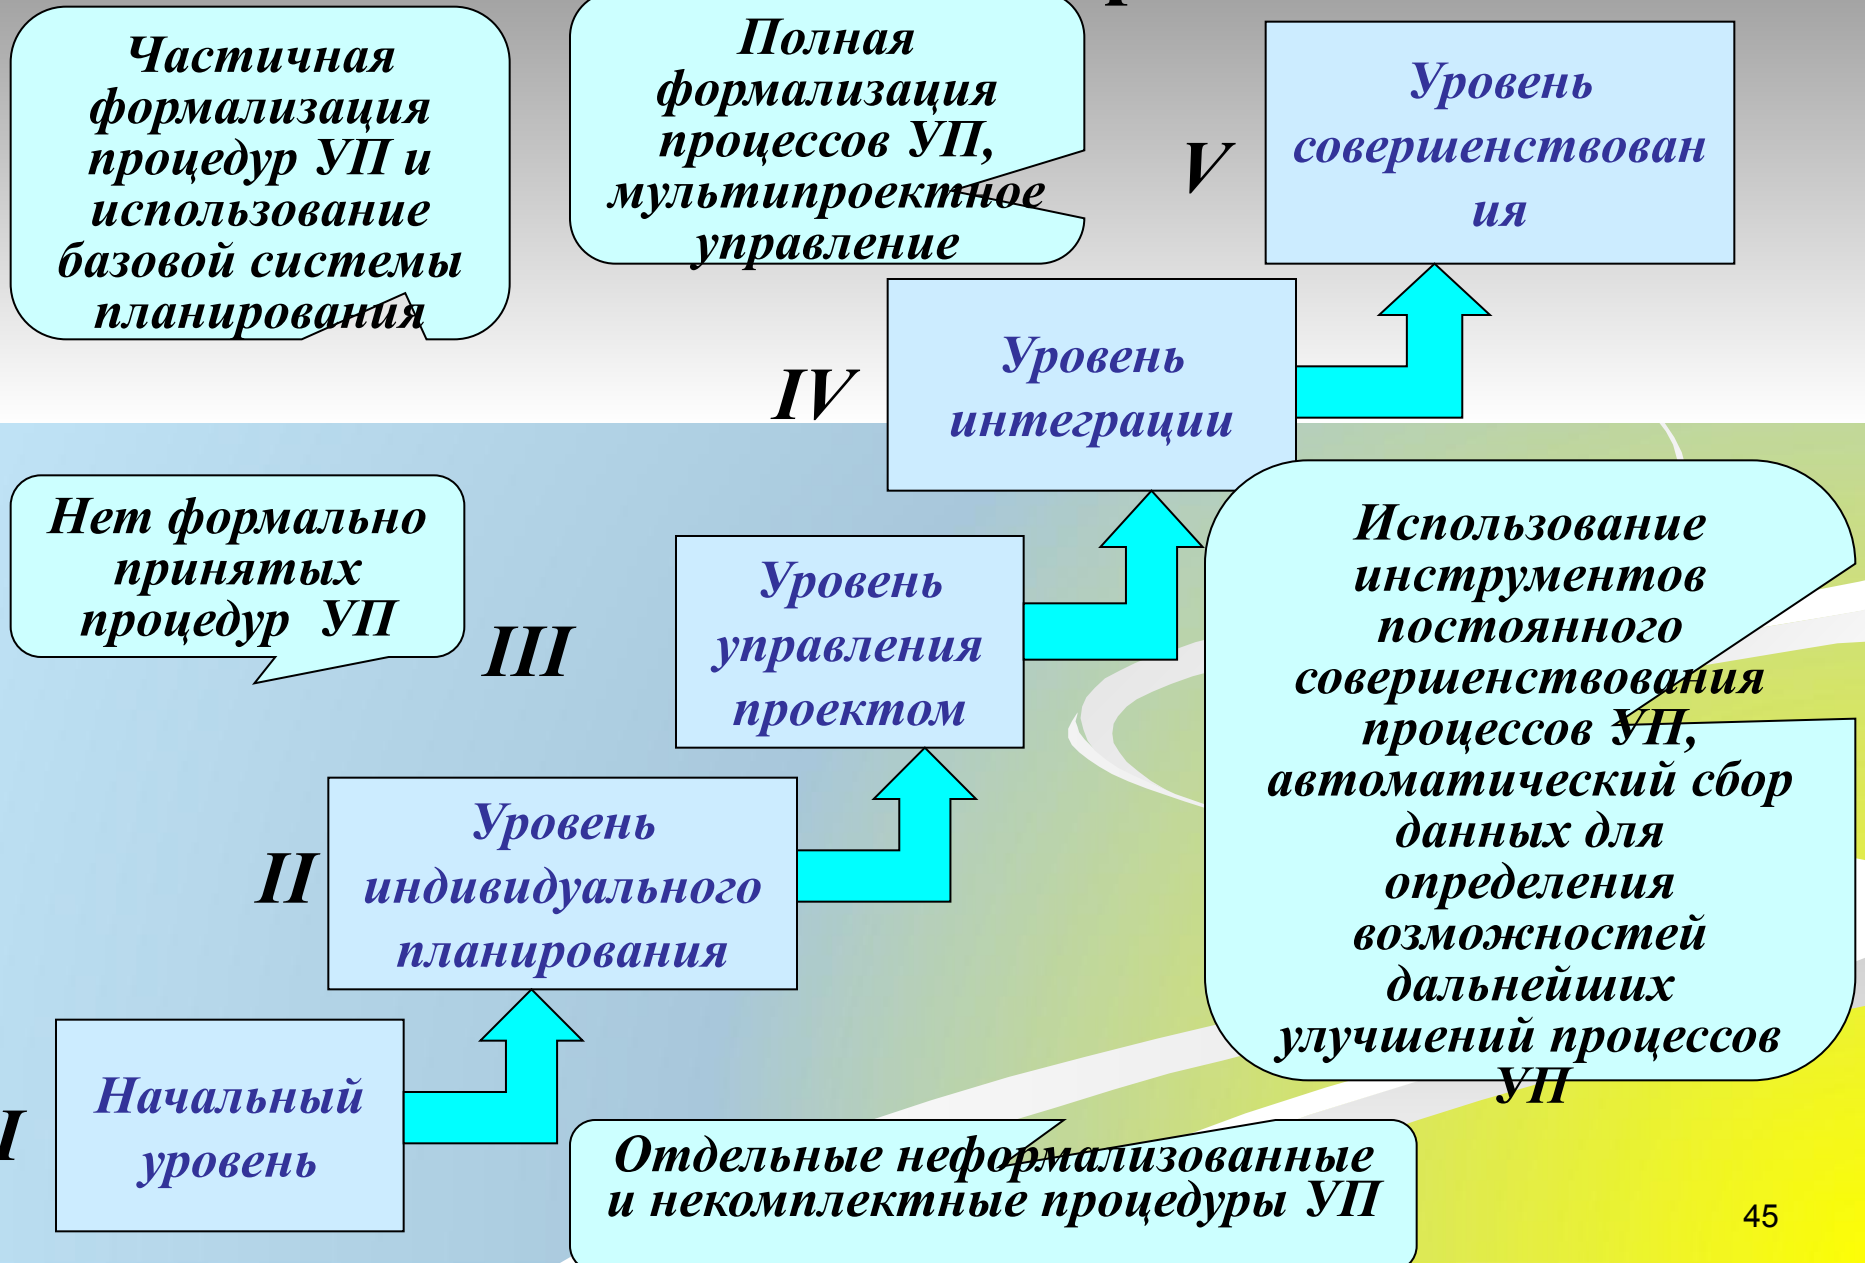 Частичная
формализация
процедур УП и
использование
базовой системы
планирования
Полная
формализация
процессов УП,
мультипроектное
управление
V
Уровень
совершенствован
ия
IV
Уровень
интеграции
Нет формально
принятых
процедур УП
III
Уровень
управления
проектом
Использование
инструментов
постоянного
совершенствования
процессов УП,
автоматический сбор
данных для
определения
возможностей
дальнейших
улучшений процессов
УП
II
Уровень
индивидуального
планирования
I
Начальный
уровень
Отдельные неформализованные
и некомплектные процедуры УП
45